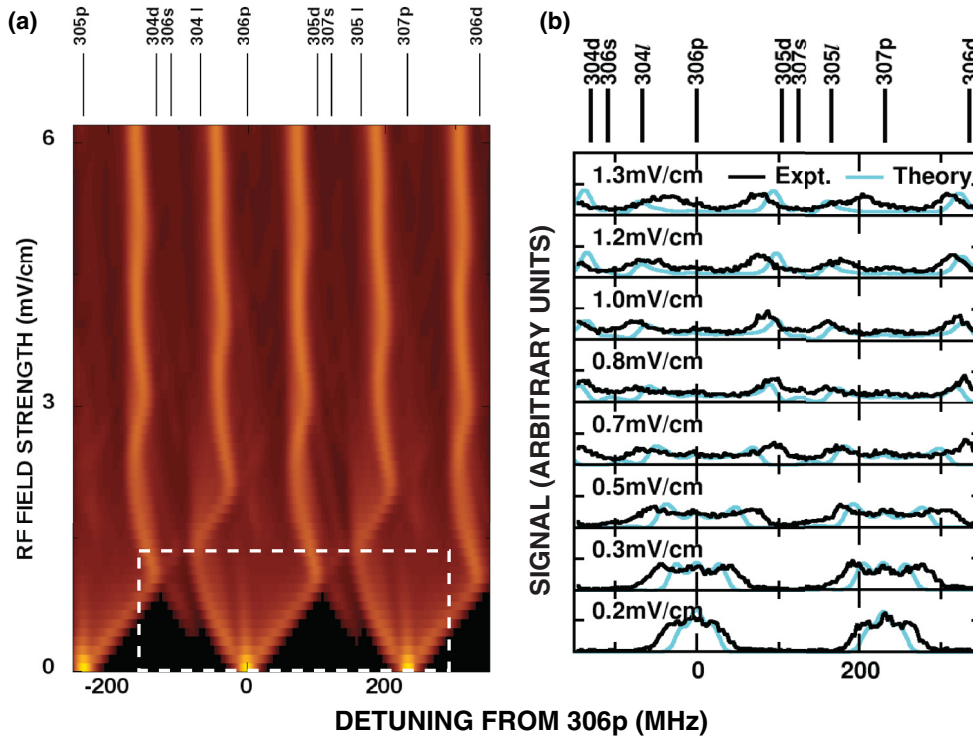 (a)
305p
304d
306s
304 l
306p
305d
307s
305 l
307p
306d
RF FIELD STRENGTH (mV/cm)
6
3
0
-200
0
200
(b)
304d
306s
304l
306p
305d
307s
305l
307p
306d
SIGNAL (ARBITRARY UNITS)
1.3mV/cm
Expt.
Theory
1.2mV/cm
1.0mV/cm
0.8mV/cm
0.7mV/cm
0.5mV/cm
0.3mV/cm
0.2mV/cm
0
200
DETUNING FROM 306p (MHz)